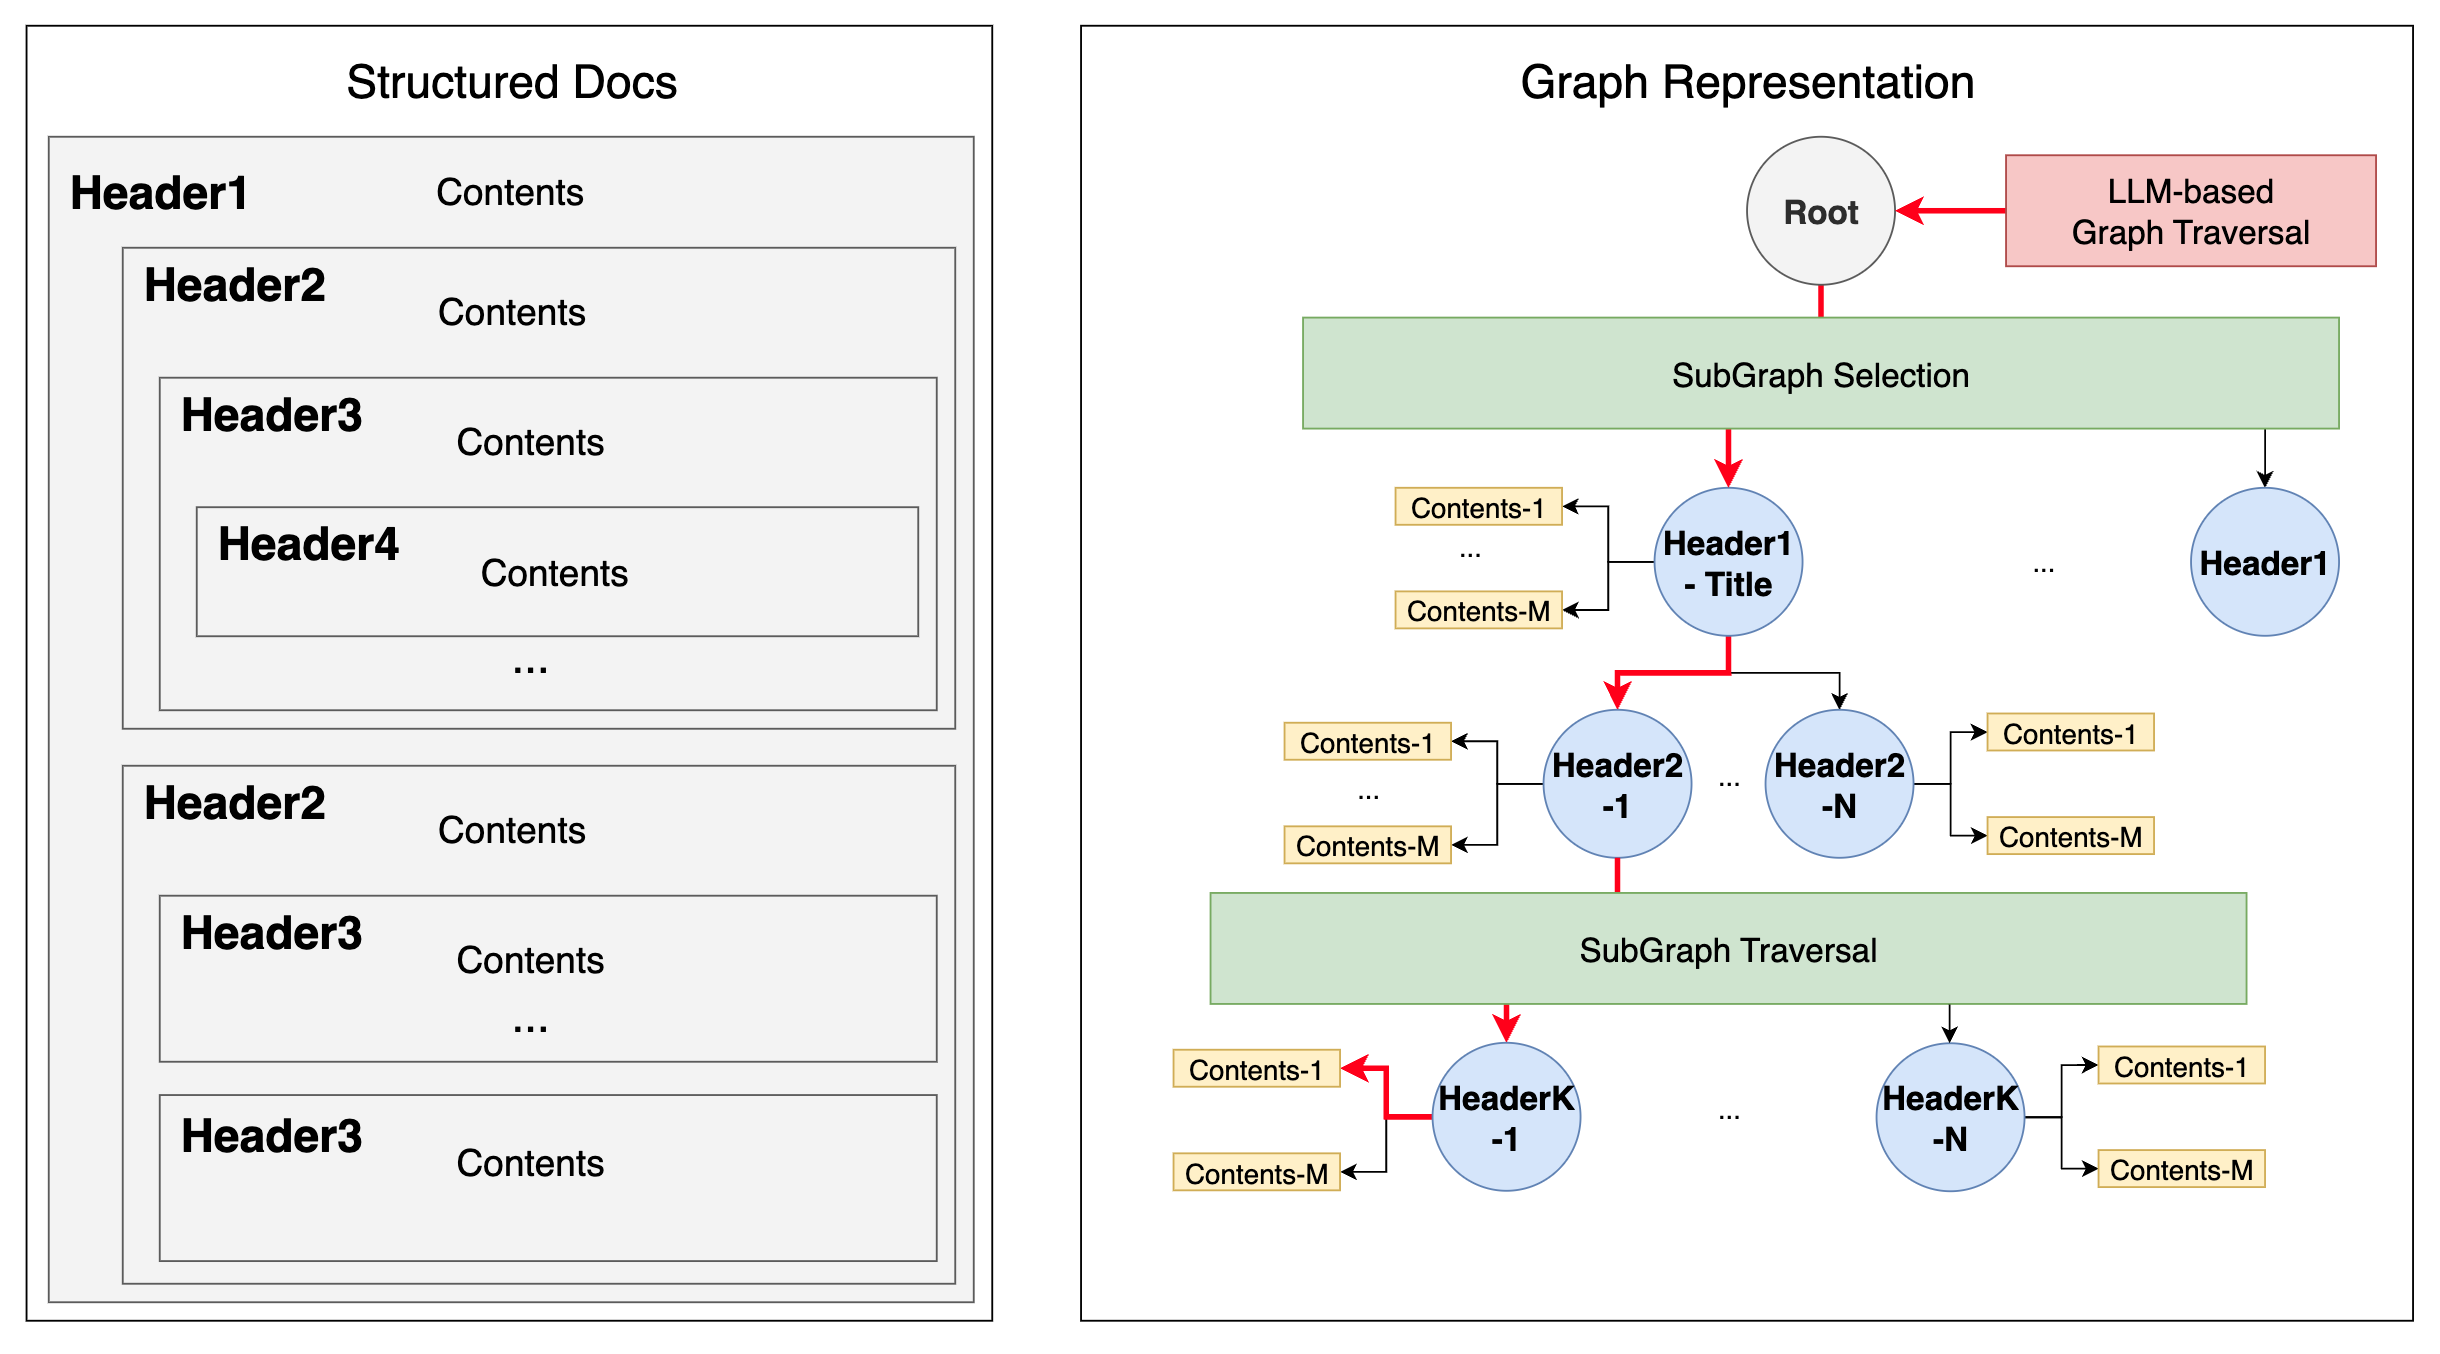 Structured Docs
Header1
Contents
Header2
Contents
Header3
Contents
Header4
Contents
...
Header2
Contents
Header3
Contents
...
Header3
Contents
Graph Representation
Root
LLM-based
Graph Traversal
SubGraph Selection
Contents-1
...
Contents-M
Header1
- Title
...
Header1
Contents-1
...
Contents-M
Header2
-1
...
Header2
-N
Contents-1
Contents-M
SubGraph Traversal
Contents-1
Contents-M
HeaderK
-1
...
HeaderK
-N
Contents-1
Contents-M